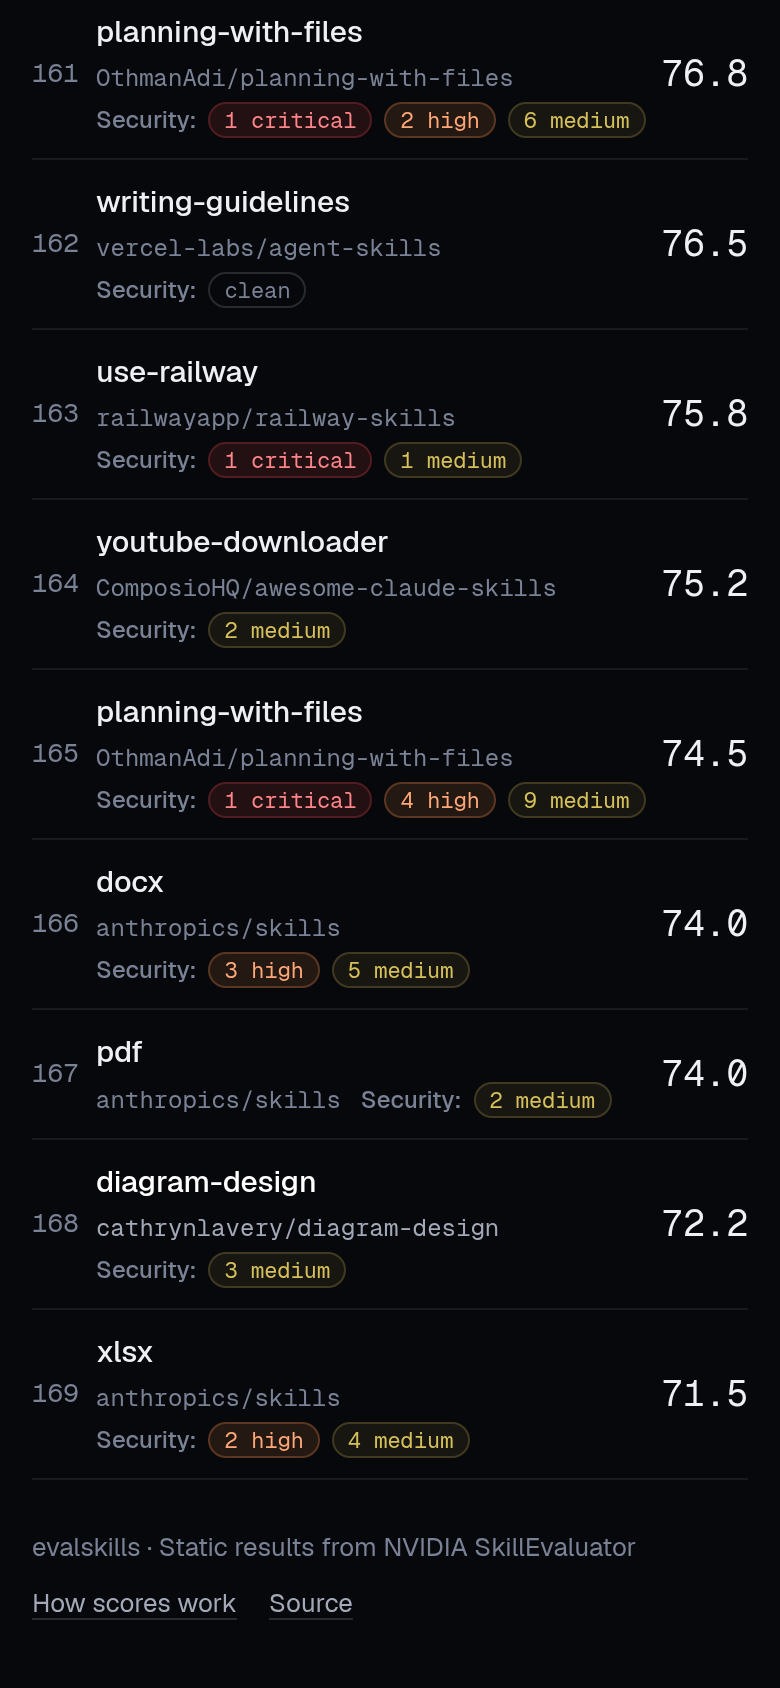 planning-with-files
161
OthmanAdi/planning-with-files
76.8
Security: 1 critical 2 high 6 medium
writing-guidelines
162
vercel-labs/agent-skills
76.5
Security: clean
use-railway
163
railwayapp/railway-skills
75.8
Security: 1 critical 1 medium
youtube-downloader
164
ComposioHQ/awesome-claude-skills
75.2
Security: 2 medium
planning-with-files
165
OthmanAdi/planning-with-files
74.5
Security: 1 critical 4 high 9 medium
docx
166
anthropics/skills
74.0
Security: 3 high 5 medium
pdf
167
anthropics/skills Security: 2 medium
74.0
diagram-design
168
cathrynlavery/diagram-design
72.2
Security: 3 medium
xlsx
169
anthropics/skills
71.5
Security: 2 high 4 medium
evalskills · Static results from NVIDIA SkillEvaluator
How scores work Source